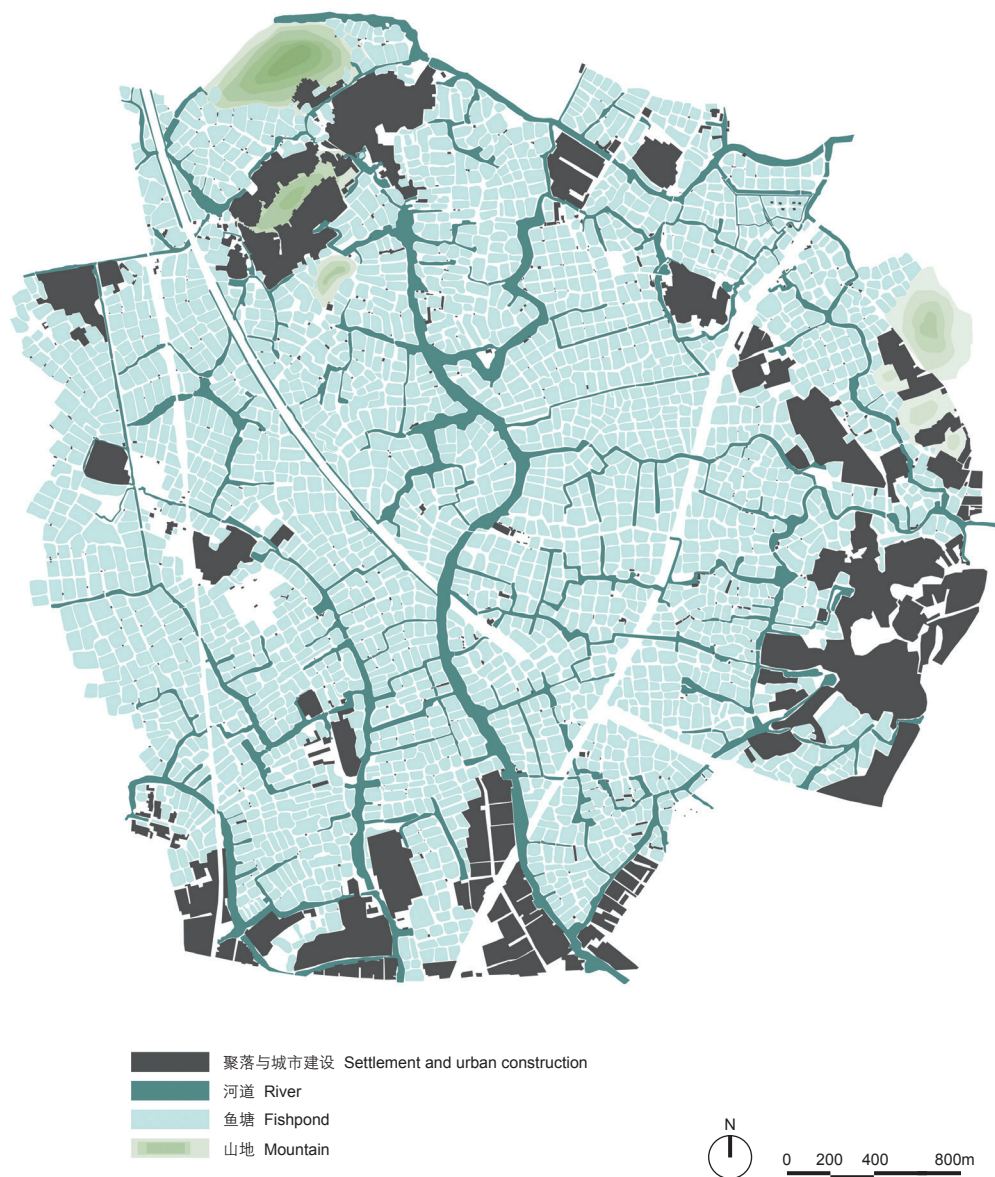 聚落与城市建设 Settlement and urban construction
河道 River
鱼塘 Fishpond
山地 Mountain
N
0 200 400 800m